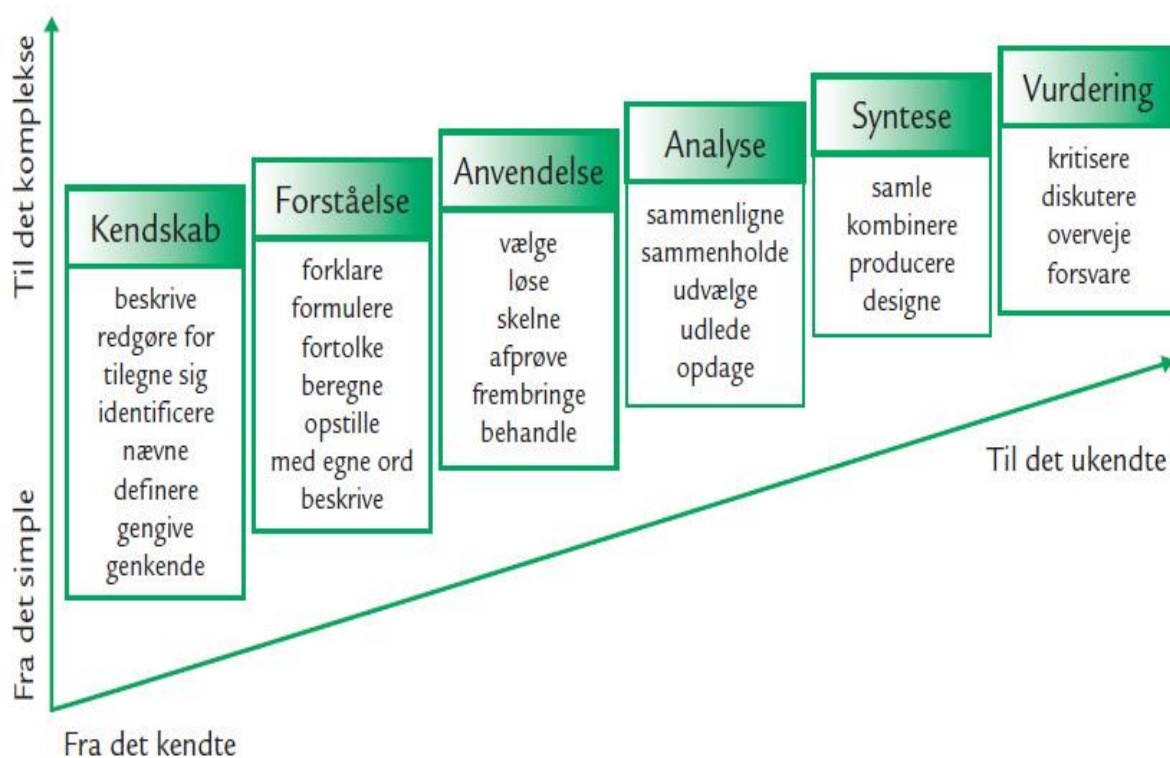 Til det komplekse
Fra det simple
Kendskab
beskrive
redgøre for
tilegne sig
identificere
nævne
definere
gengive
genkende
Forståelse
forklare
formulere
fortolke
beregne
opstille
med egne ord
beskrive
Anvendelse
vælge
løse
skelne
afprøve
frembringe
behandle
Analyse
sammenligne
sammenholde
udvælge
udlede
opdage
Syntese
samle
kombinere
producere
designe
Vurdering
kritisere
diskutere
overveje
forsvare
Til det ukendte
Fra det kendte